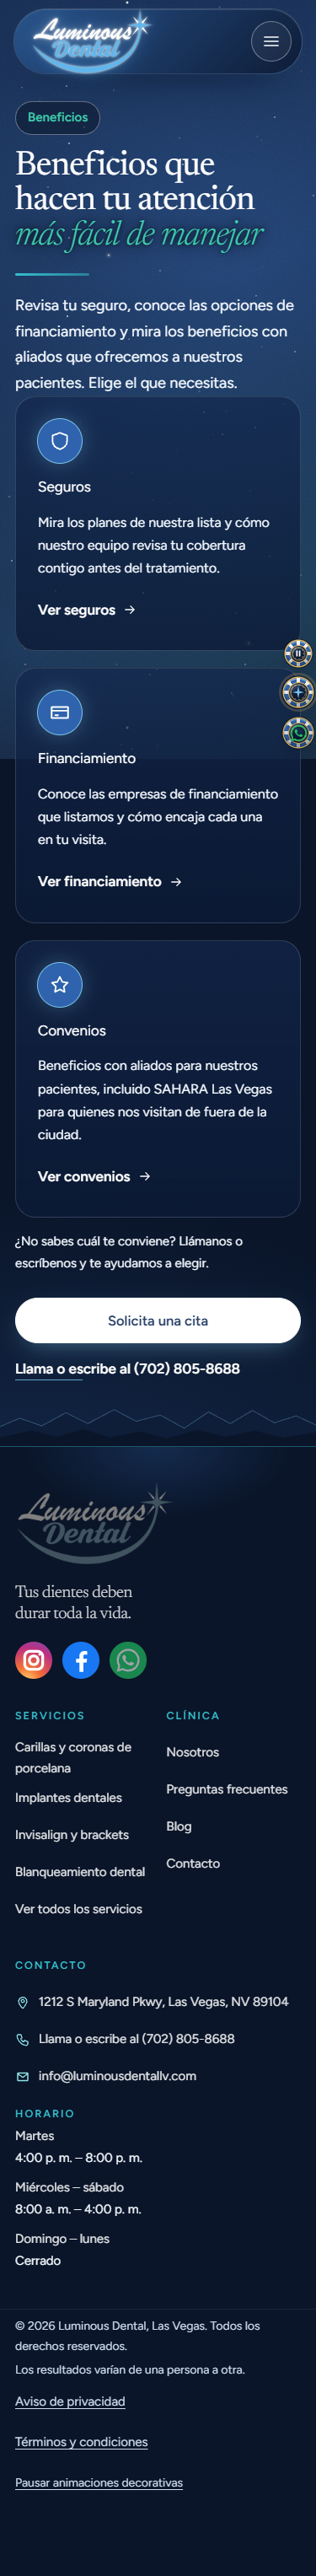 Luminous
Dental
Beneficios
Beneficios que
hacen tu atención
más fácil de manejar
Revisa tu seguro, conoce las opciones de
financiamiento y mira los beneficios con
aliados que ofrecemos a nuestros
pacientes. Elige el que necesitas.
Seguros
Mira los planes de nuestra lista y cómo
nuestro equipo revisa tu cobertura
contigo antes del tratamiento.
Ver seguros →
Financiamiento
Conoce las empresas de financiamiento
que listamos y cómo encaja cada una
en tu visita.
Ver financiamiento →
Convenios
Beneficios con aliados para nuestros
pacientes, incluido SAHARA Las Vegas
para quienes nos visitan de fuera de la
ciudad.
Ver convenios →
¿No sabes cuál te conviene? Llámanos o
escríbenos y te ayudamos a elegir.
Solicita una cita
Llama o escribe al (702) 805-8688
Luminous
Dental
Tus dientes deben
durar toda la vida.
SERVICIOS
Carillas y coronas de
porcelana
Implantes dentales
Invisalign y brackets
Blanqueamiento dental
Ver todos los servicios
CLÍNICA
Nosotros
Preguntas frecuentes
Blog
Contacto
CONTACTO
1212 S Maryland Pkwy, Las Vegas, NV 89104
Llama o escribe al (702) 805-8688
info@luminousdentallv.com
HORARIO
Martes
4:00 p. m. – 8:00 p. m.
Miércoles – sábado
8:00 a. m. – 4:00 p. m.
Domingo – lunes
Cerrado
© 2026 Luminous Dental, Las Vegas. Todos los
derechos reservados.
Los resultados varían de una persona a otra.
Aviso de privacidad
Términos y condiciones
Pausar animaciones decorativas